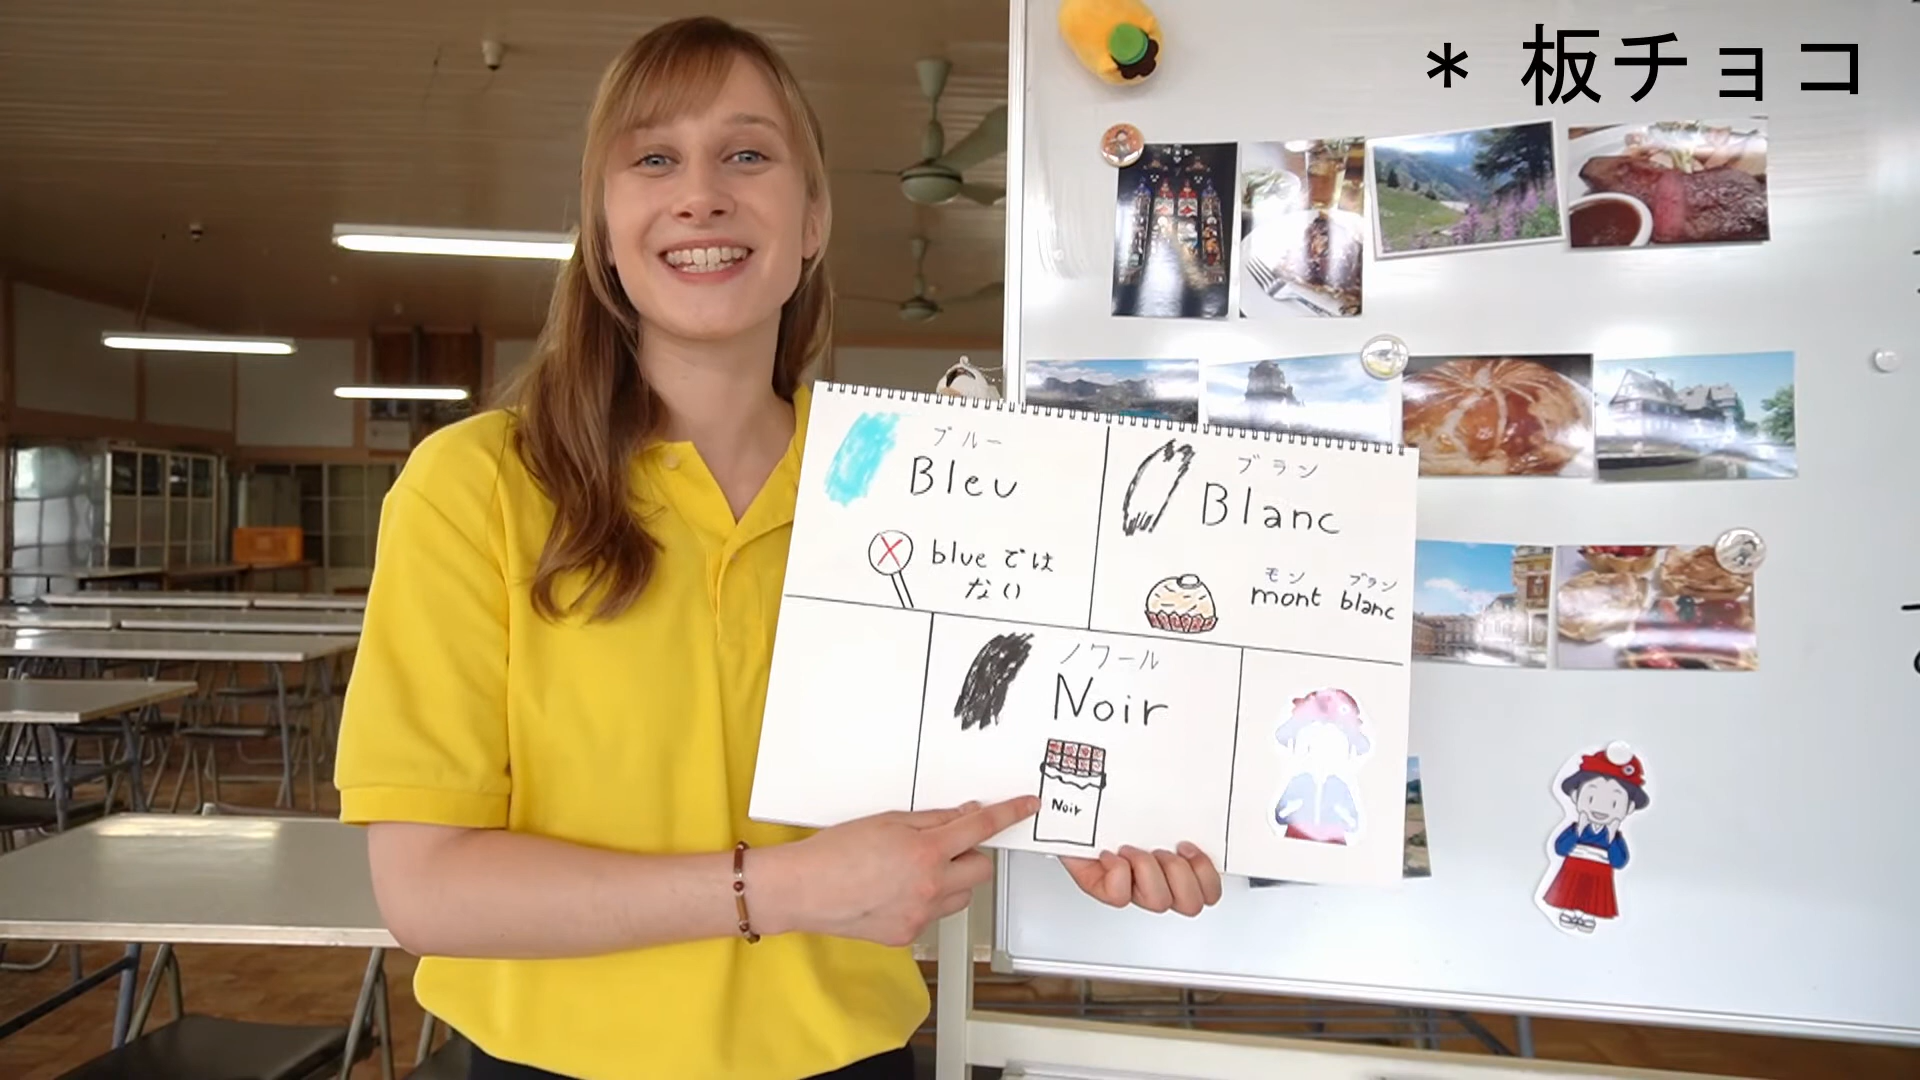 * 板チョコ
ブルー
Bleu
blue では
ない
ブラン
Blanc
モン ブラン
mont blanc
ノワール
Noir
Noir